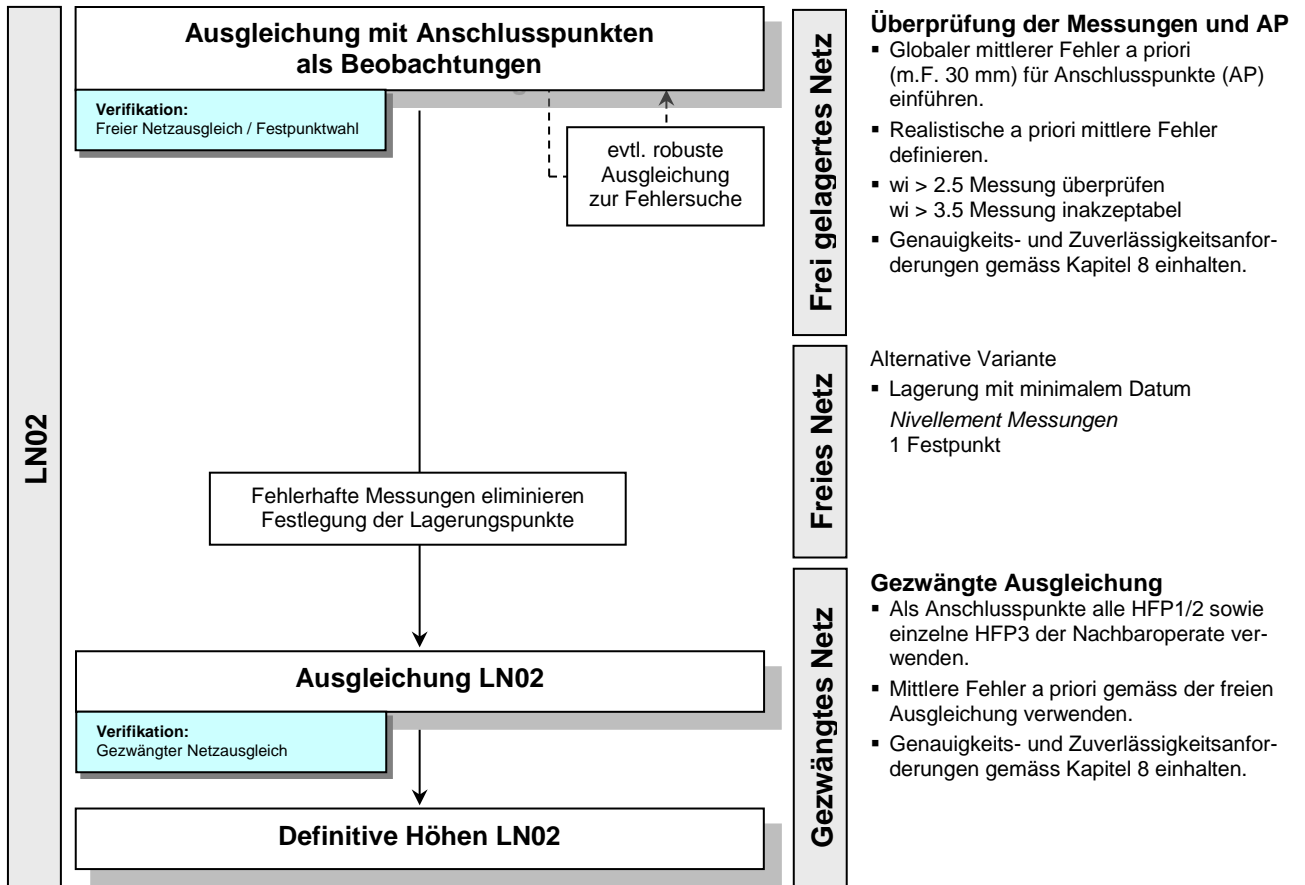 LN02
Ausgleichung mit Anschlusspunkten
als Beobachtungen
Verifikation:
Freier Netzausgleich / Festpunktwahl
evtl. robuste
Ausgleichung
zur Fehlersuche
Fehlerhafte Messungen eliminieren
Festlegung der Lagerungspunkte
Ausgleichung LN02
Verifikation:
Gezwängter Netzausgleich
Definitive Höhen LN02
Frei gelagertes Netz
Überprüfung der Messungen und AP
▪ Globaler mittlerer Fehler a priori
(m.F. 30 mm) für Anschlusspunkte (AP)
einführen.
▪ Realistische a priori mittlere Fehler
definieren.
▪ wi > 2.5 Messung überprüfen
wi > 3.5 Messung inakzeptabel
▪ Genauigkeits- und Zuverlässigkeitsanfor-
derungen gemäss Kapitel 8 einhalten.
Freies Netz
Alternative Variante
▪ Lagerung mit minimalem Datum
Nivellement Messungen
1 Festpunkt
Gezwängtes Netz
Gezwängte Ausgleichung
▪ Als Anschlusspunkte alle HFP1/2 sowie
einzelne HFP3 der Nachbaroperate ver-
wenden.
▪ Mittlere Fehler a priori gemäss der freien
Ausgleichung verwenden.
▪ Genauigkeits- und Zuverlässigkeitsanfor-
derungen gemäss Kapitel 8 einhalten.